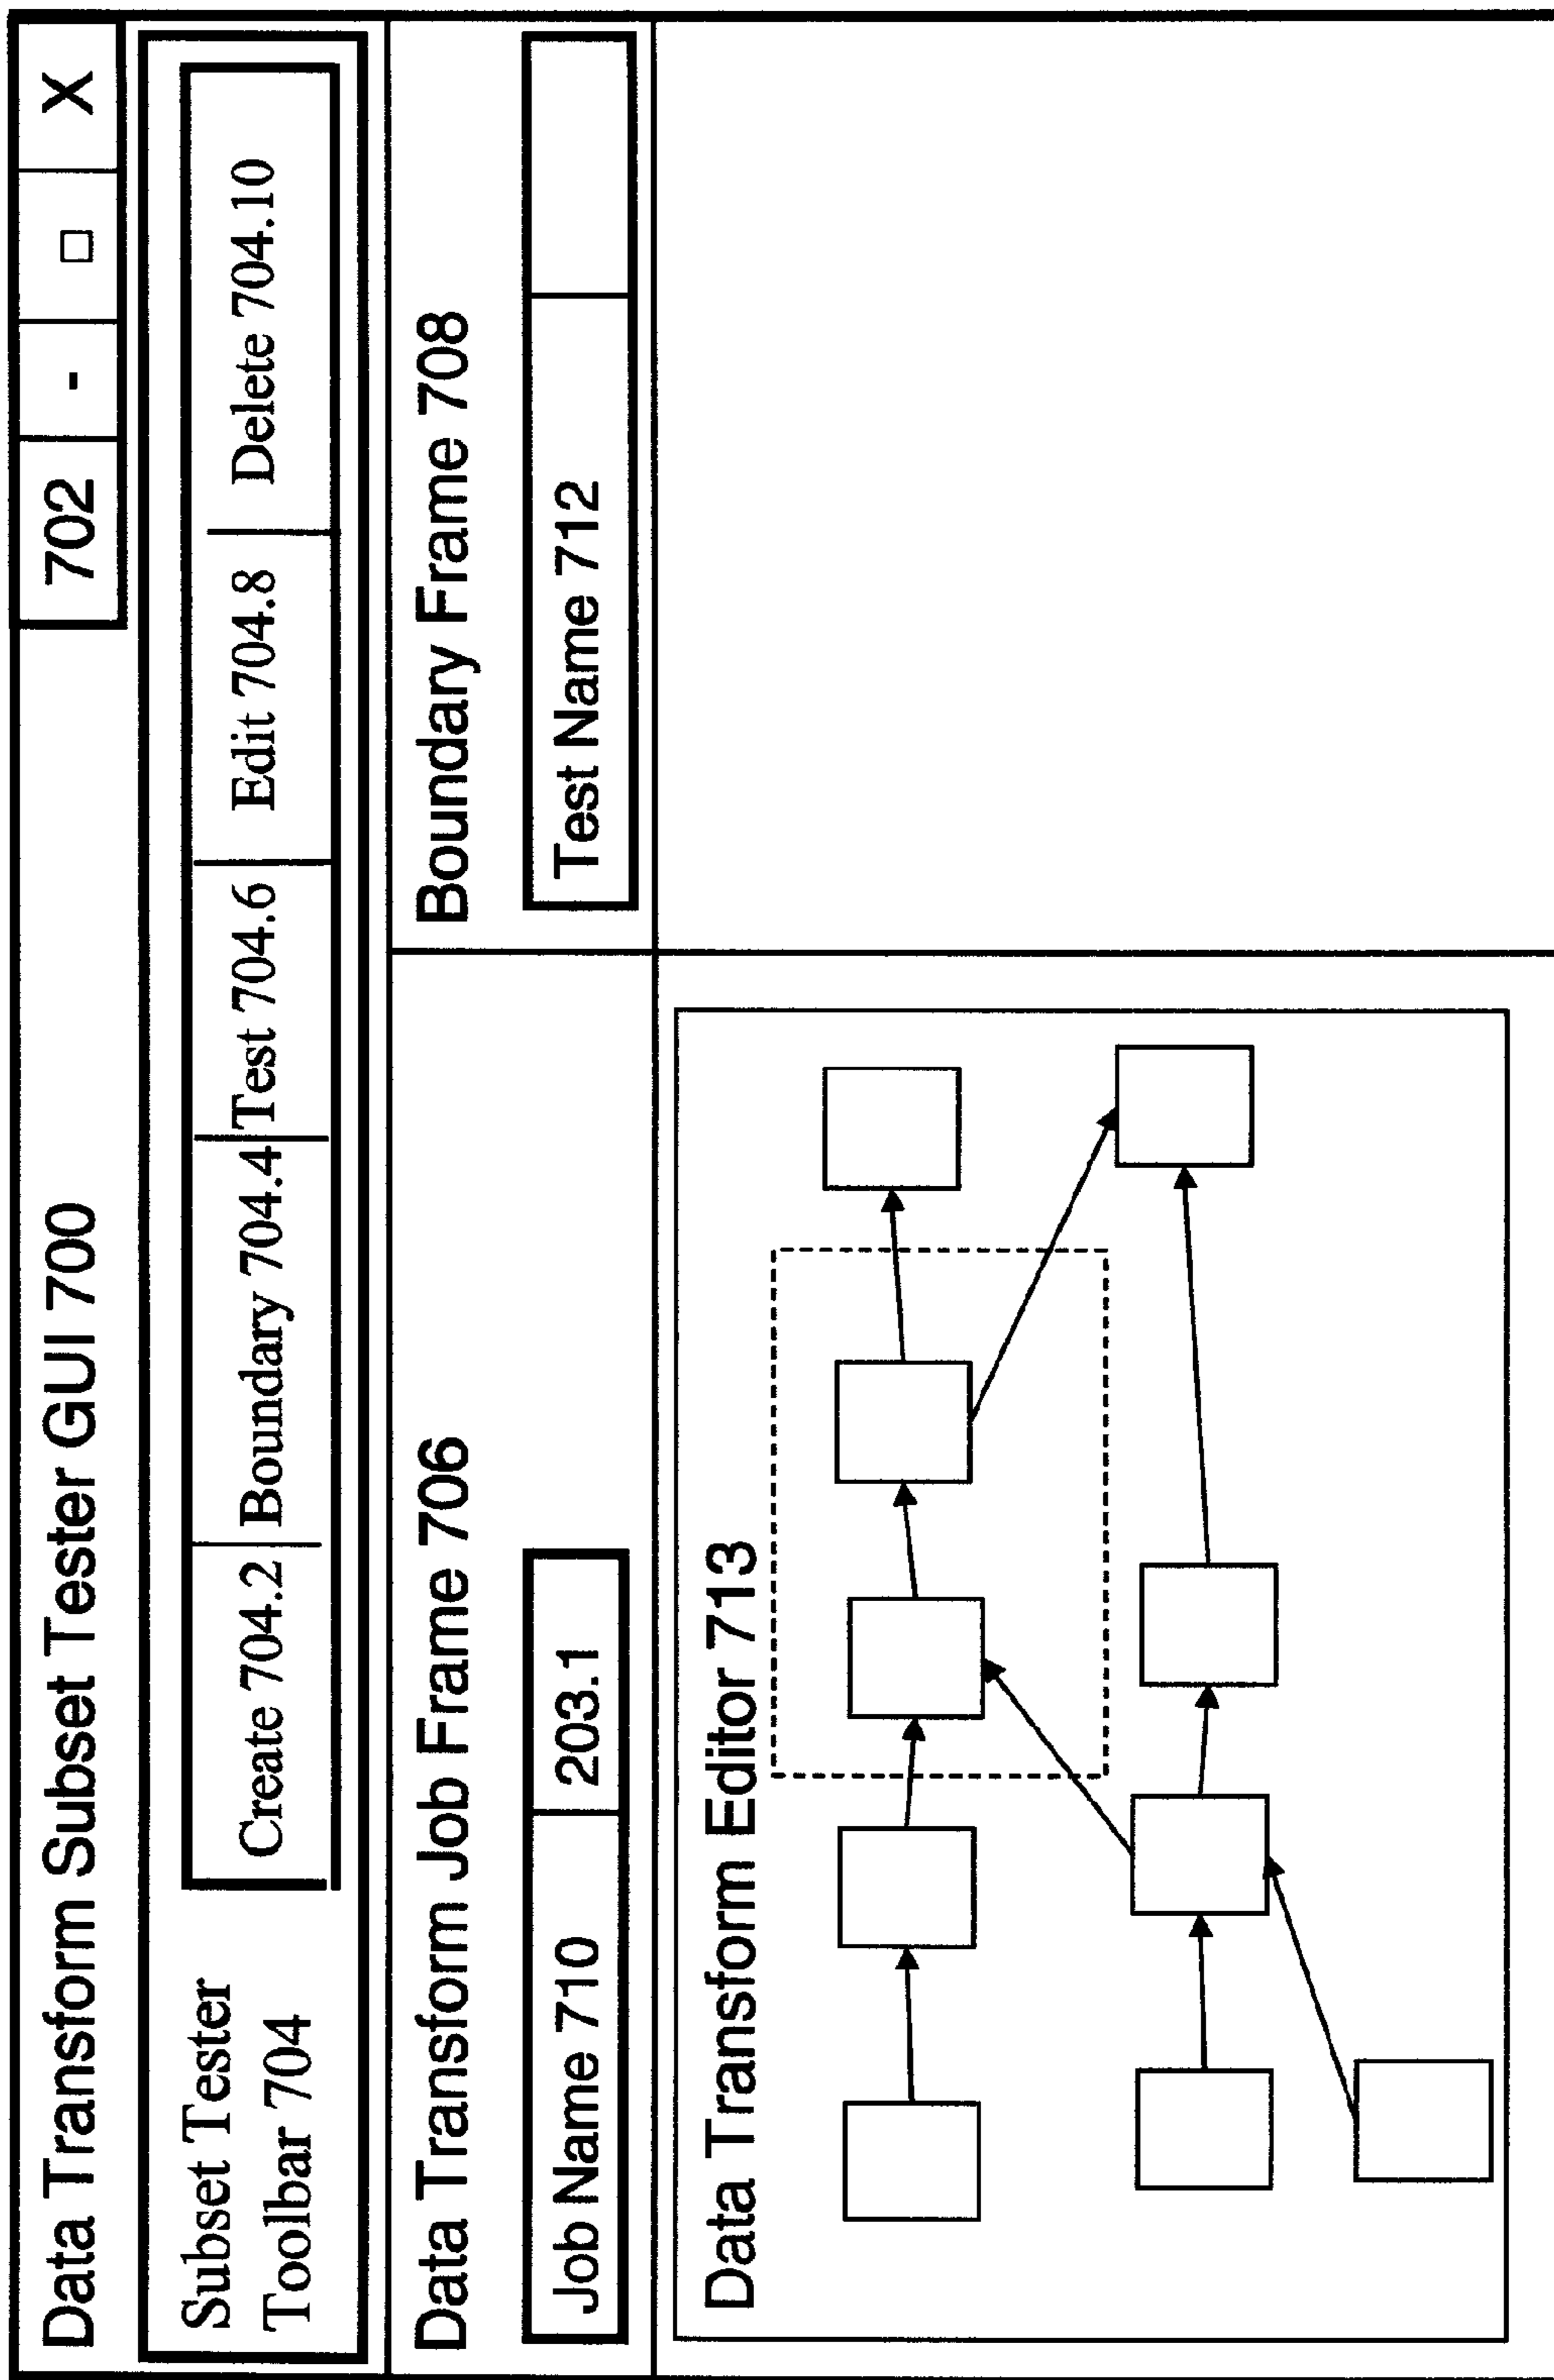 Data Transform Subset Tester GUI 700
702 - □ X
Subset Tester
Toolbar 704
Create 704.2 Boundary 704.4 Test 704.6 Edit 704.8 Delete 704.10
Data Transform Job Frame 706
Boundary Frame 708
Job Name 710 203.1
Test Name 712
Data Transform Editor 713